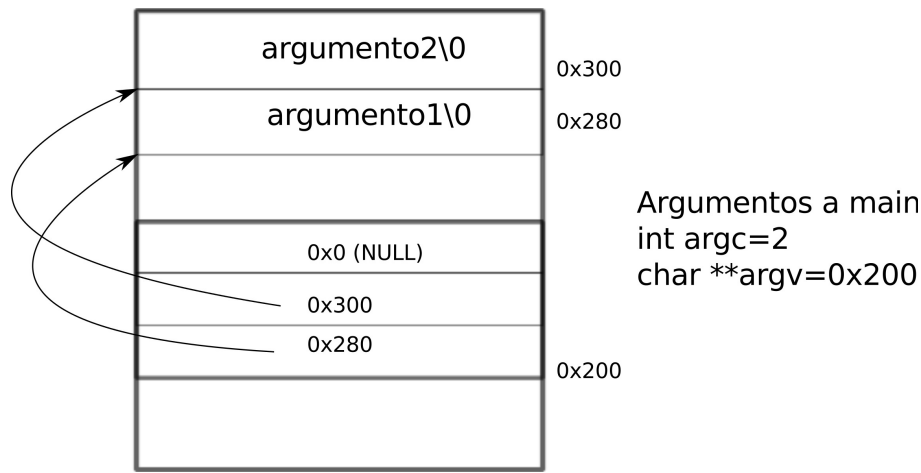 argumento2\0
0x300
argumento1\0
0x280
0x0 (NULL)
0x300
0x280
0x200
Argumentos a main
int argc=2
char **argv=0x200